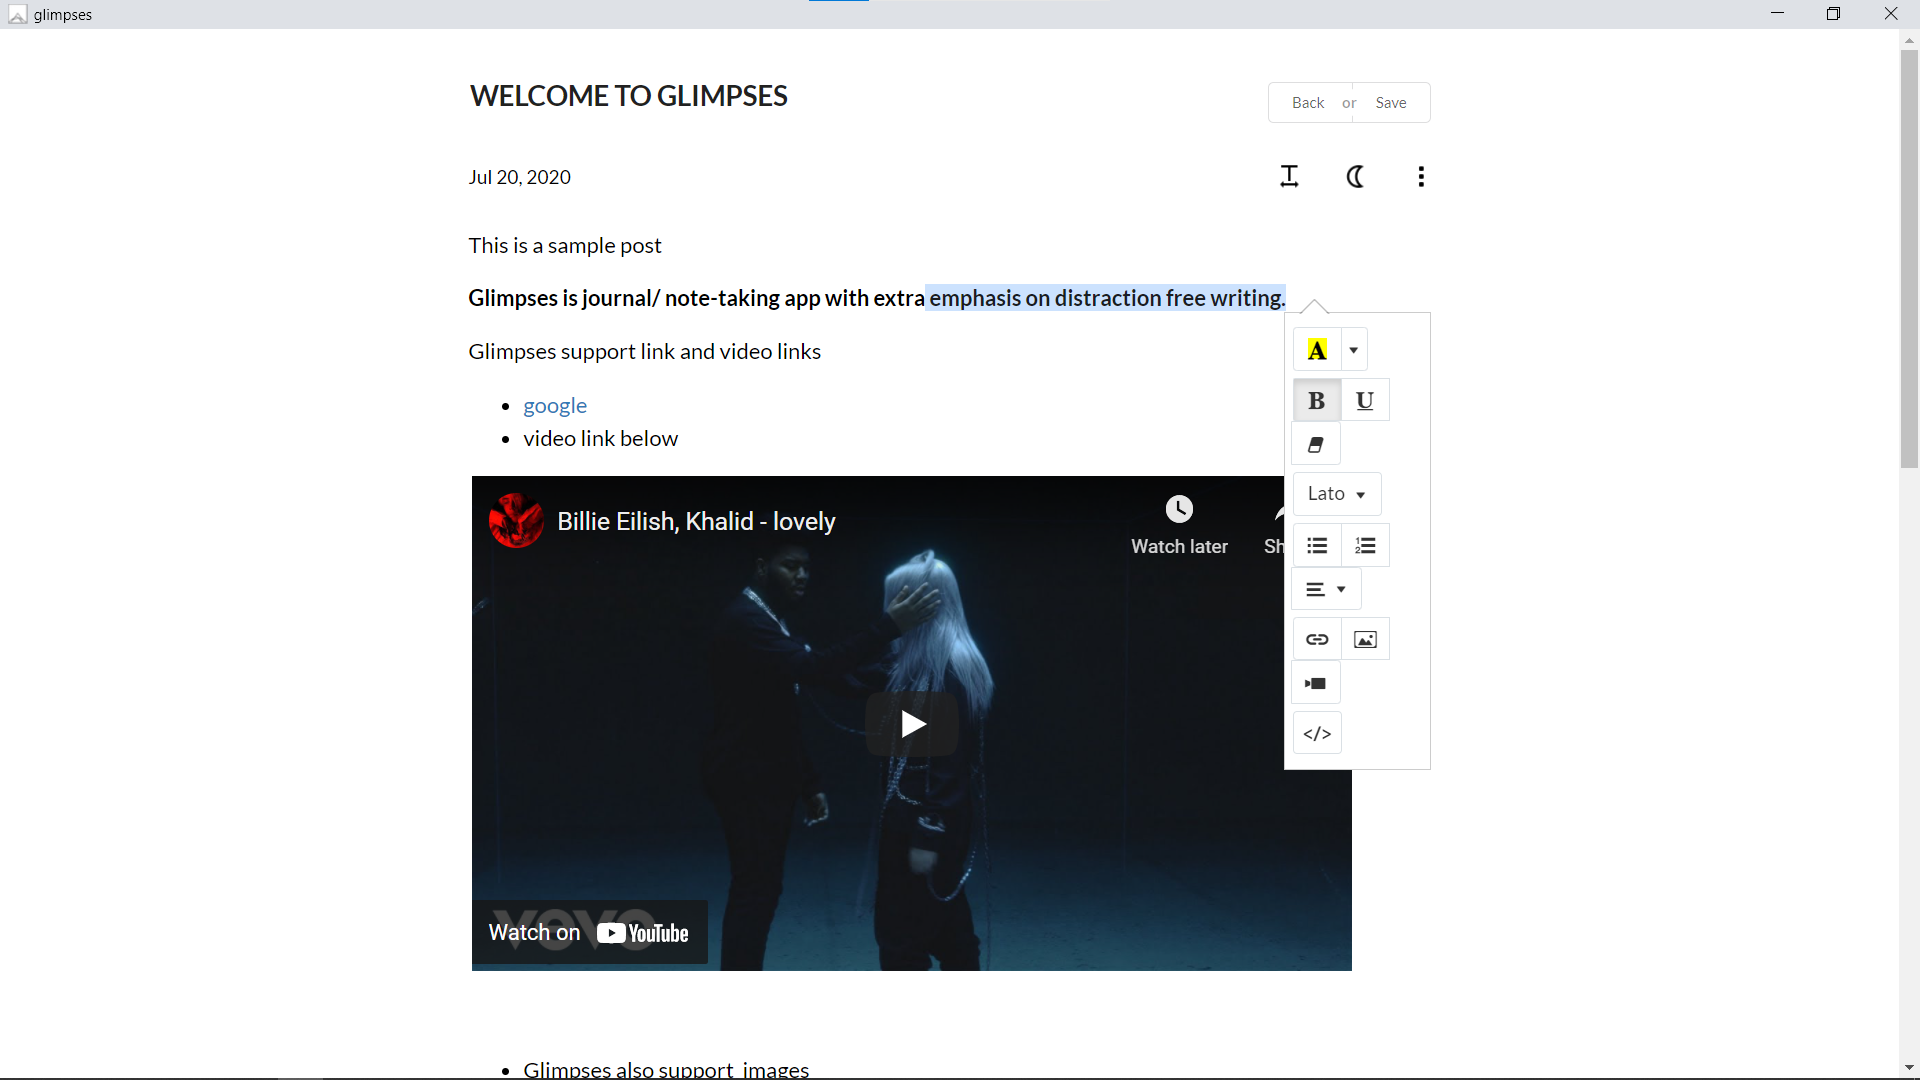 glimpses
WELCOME TO GLIMPSES
Back or Save
Jul 20, 2020
This is a sample post
Glimpses is journal/ note-taking app with extra emphasis on distraction free writing.
A
Glimpses support link and video links
B U
google
video link below
Lato
Billie Eilish, Khalid - lovely
Watch later
Sh
</>
vevo
Watch on YouTube
Glimpses also support images